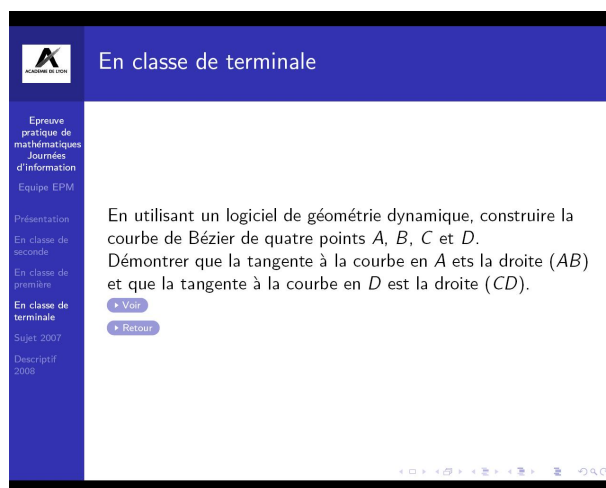 ACADEMIE DE LYON
En classe de terminale
Epreuve
pratique de
mathématiques
Journées
d'information
Equipe EPM
Présentation
En classe de
seconde
En classe de
première
En classe de
terminale
Sujet 2007
Descriptif
2008
En utilisant un logiciel de géométrie dynamique, construire la
courbe de Bézier de quatre points A, B, C et D.
Démontrer que la tangente à la courbe en A ets la droite (AB)
et que la tangente à la courbe en D est la droite (CD).
Voir
Retour